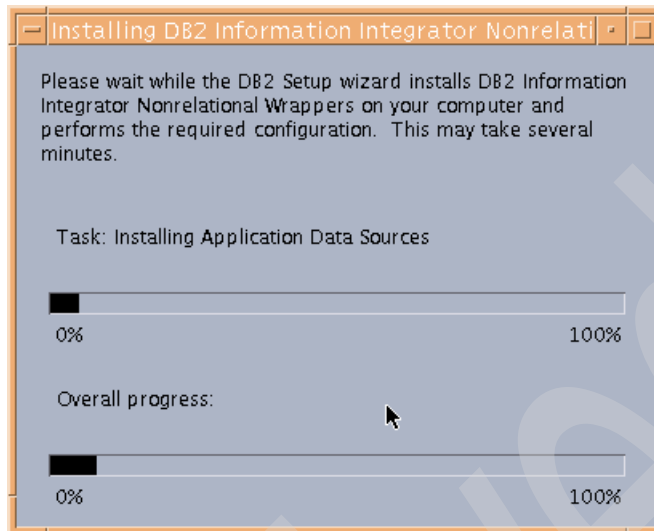 Installing DB2 Information Integrator Nonrelati
Please wait while the DB2 Setup wizard installs DB2 Information
Integrator Nonrelational Wrappers on your computer and
performs the required configuration. This may take several
minutes.
Task: Installing Application Data Sources
0% 100%
Overall progress:
0% 100%